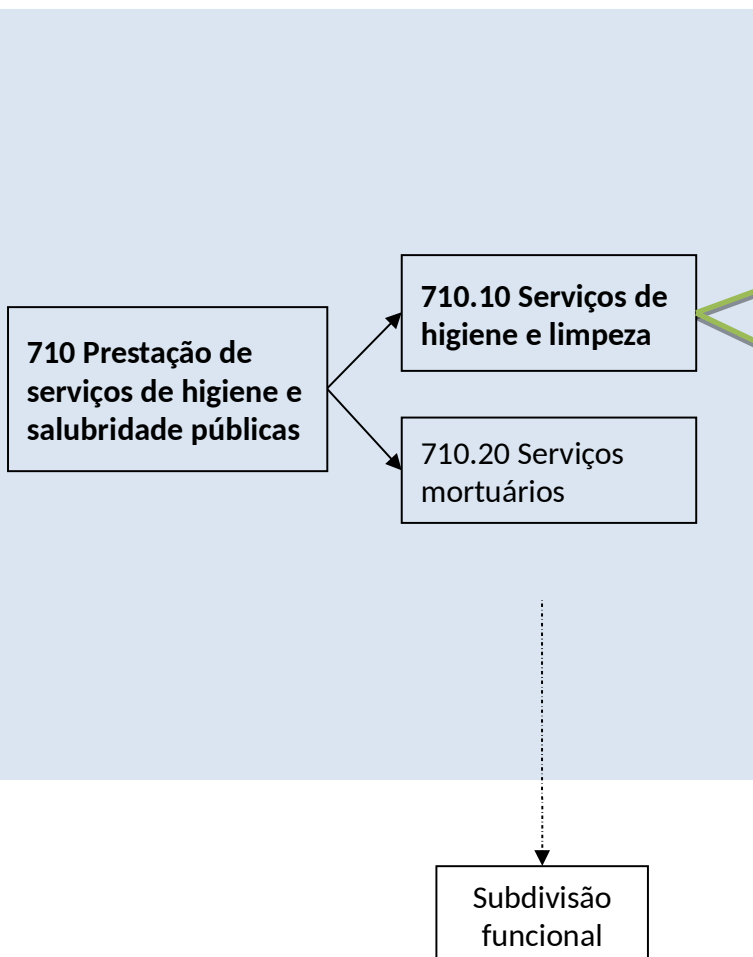 710.10 Serviços de
higiene e limpeza
710 Prestação de
serviços de higiene e
salubridade públicas
710.20 Serviços
mortuários
Subdivisão
funcional